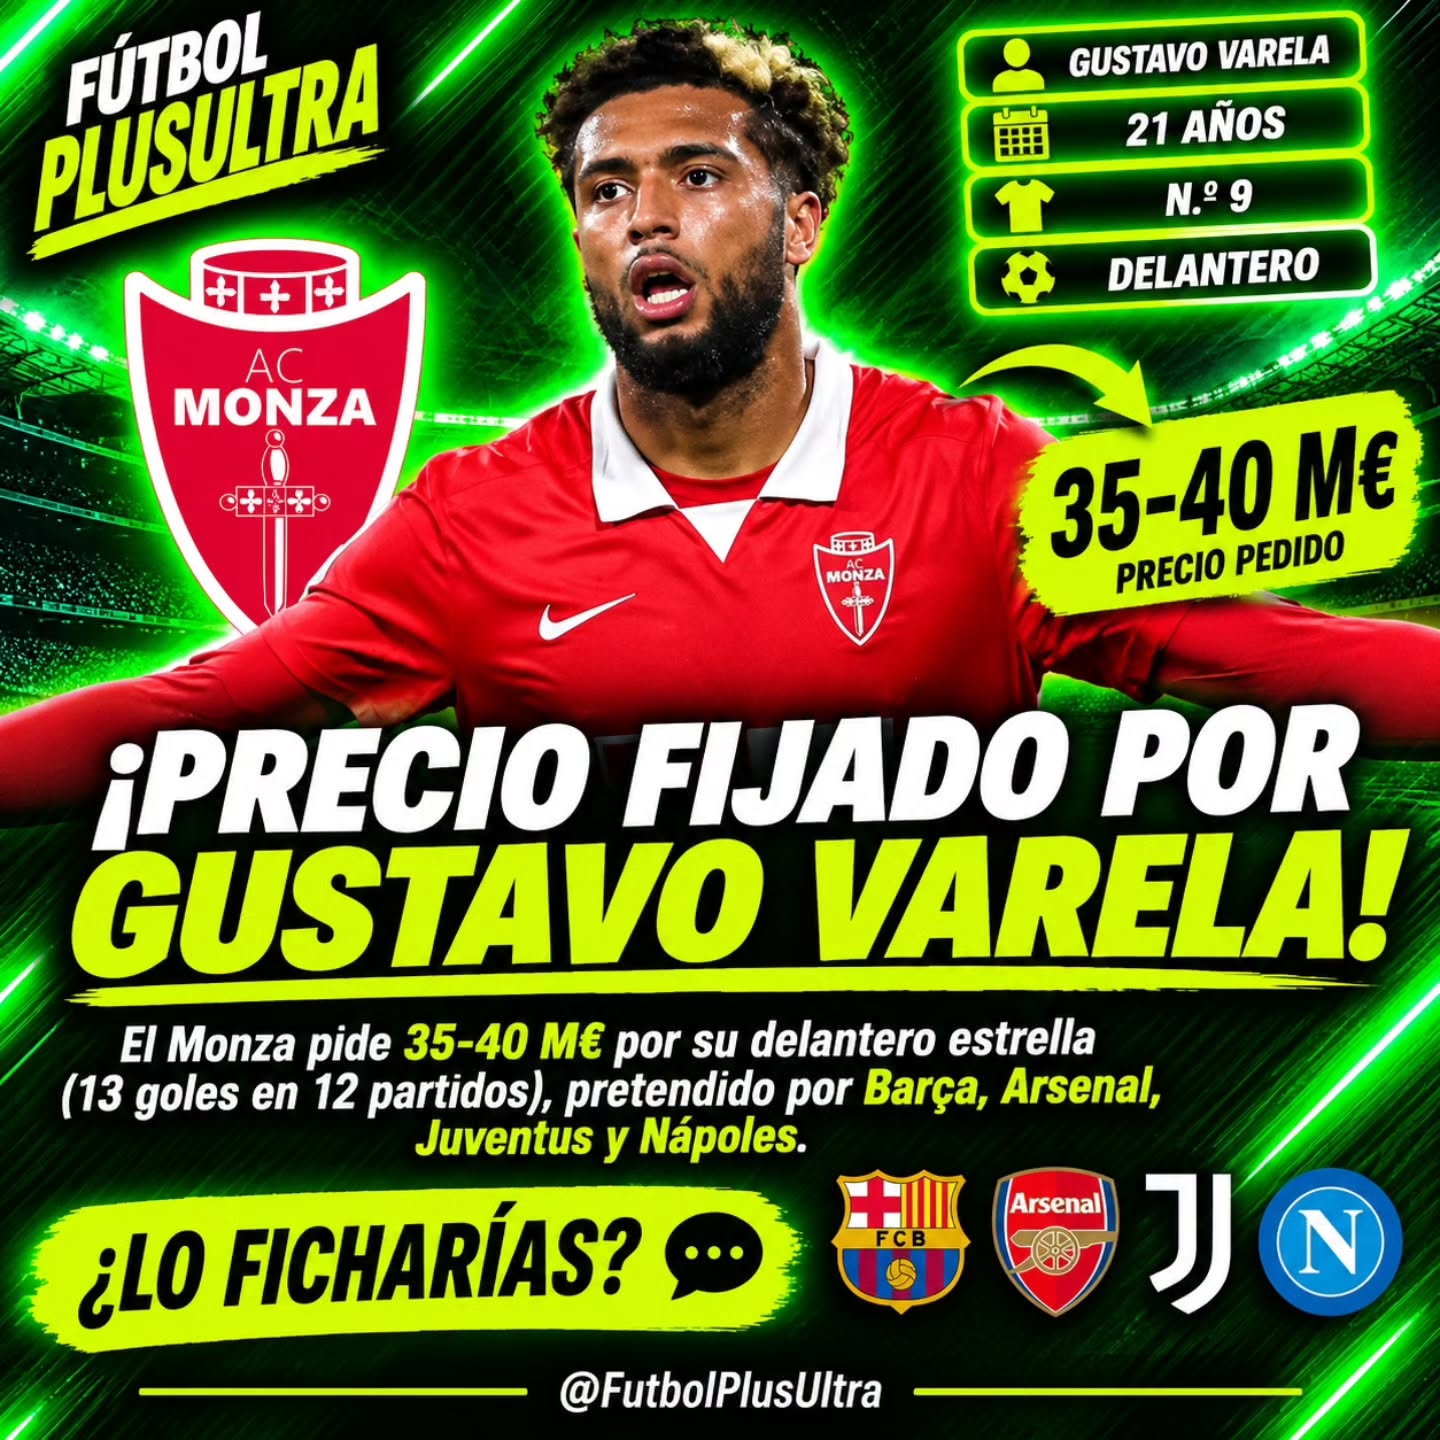 FÚTBOL
PLUSULTRA
GUSTAVO VARELA
21 AÑOS
N.º 9
DELANTERO
AC
MONZA
35-40 M€
PRECIO PEDIDO
AC
MONZA
¡PRECIO FIJADO POR
GUSTAVO VARELA!
El Monza pide 35-40 M€ por su delantero estrella
(13 goles en 12 partidos), pretendido por Barça, Arsenal,
Juventus y Nápoles.
¿LO FICHARÍAS?
FCB
Arsenal
J
N
@FutbolPlusUltra